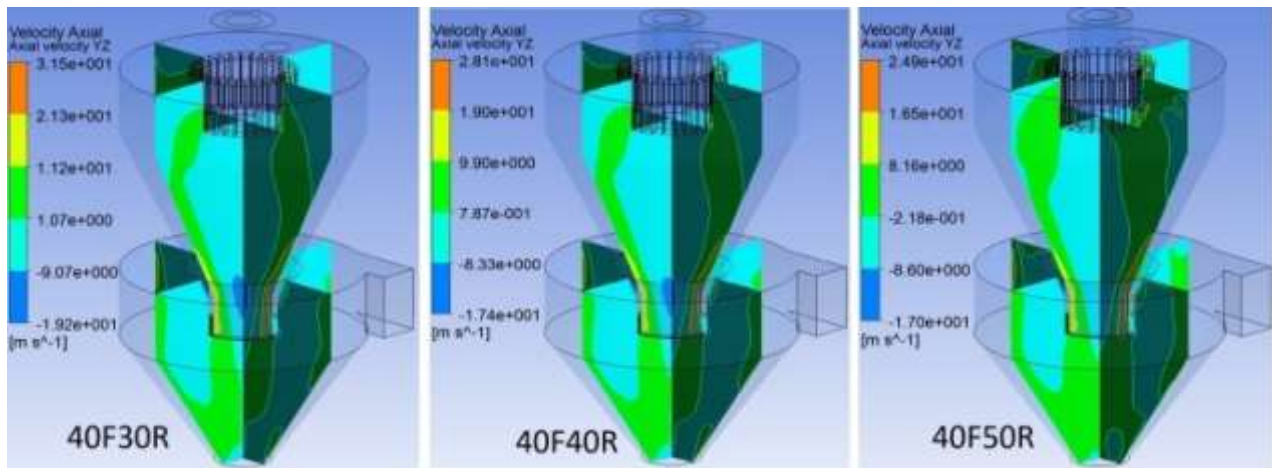 Velocity Axial
Axial velocity YZ
3.15e+001
2.13e+001
1.12e+001
1.07e+000
-9.07e+000
-1.92e+001
[m s^-1]
40F30R
Velocity Axial
Axial velocity YZ
2.81e+001
1.90e+001
9.90e+000
7.87e-001
-8.33e+000
-1.74e+001
[m s^-1]
40F40R
Velocity Axial
Axial velocity YZ
2.49e+001
1.65e+001
8.16e+000
-2.18e-001
-8.60e+000
-1.70e+001
[m s^-1]
40F50R